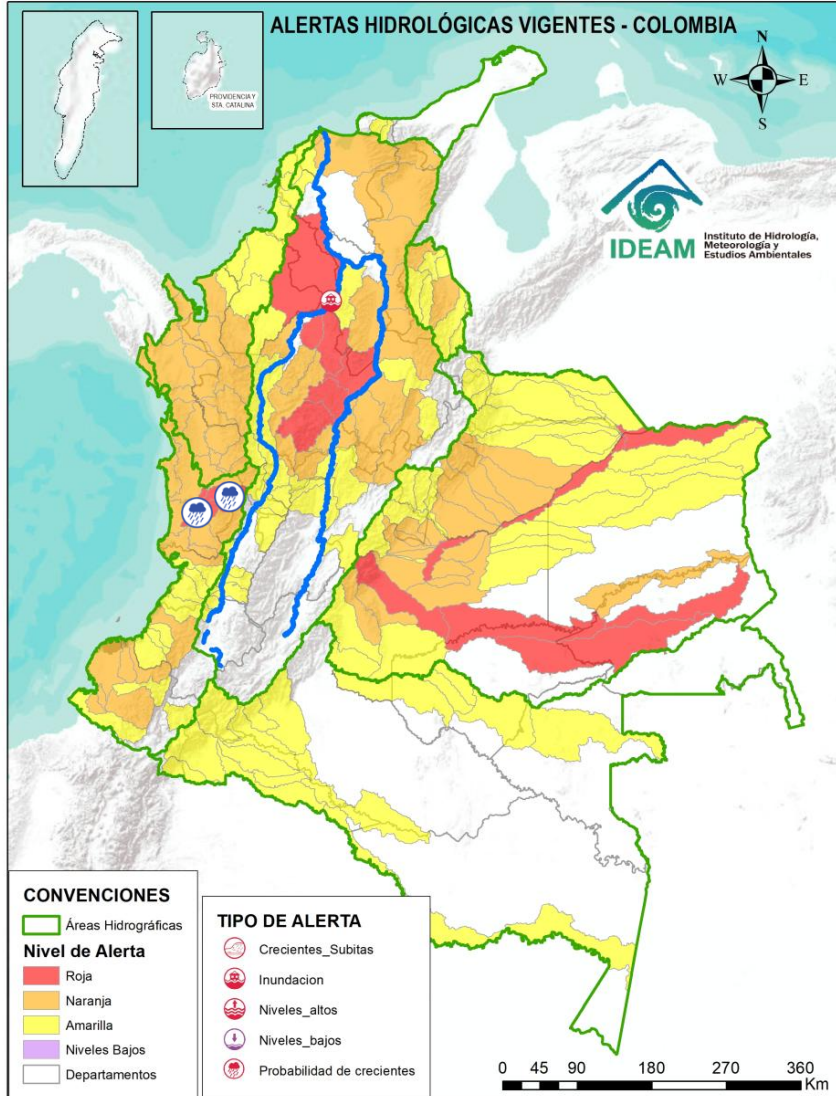 ALERTAS HIDROLÓGICAS VIGENTES - COLOMBIA
PROVIDENCIA Y
STA. CATALINA
N
W
E
S
IDEAM
Instituto de Hidrología,
Meteorología y
Estudios Ambientales
CONVENCIONES
Áreas Hidrográficas
Nivel de Alerta
Roja
Naranja
Amarilla
Niveles Bajos
Departamentos
TIPO DE ALERTA
Crecientes_Subitas
Inundacion
Niveles_altos
Niveles_bajos
Probabilidad de crecientes
0 45 90 180 270 360
Km